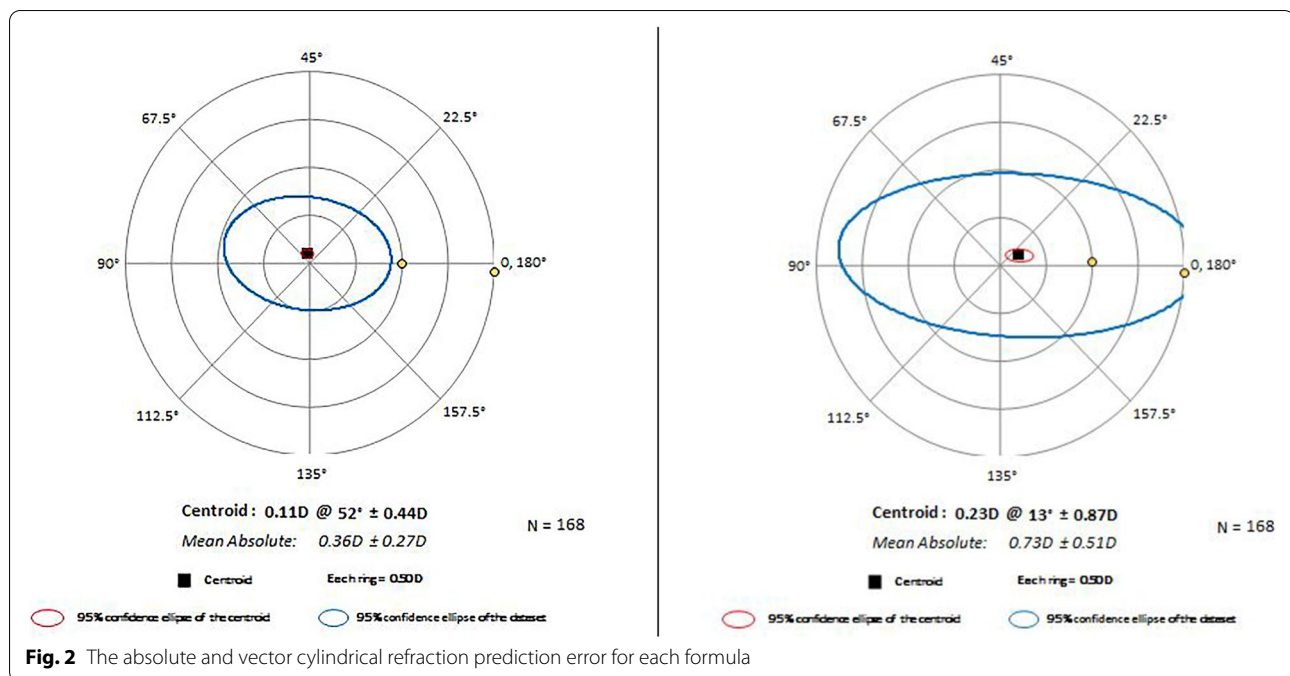 45°
67.5°
22.5°
90°
0, 180°
112.5°
157.5°
135°
Centroid : 0.11D @ 52° ± 0.44D
N = 168
Mean Absolute: 0.36D ± 0.27D
Centroid
Each ring = 0.50 D
95% confidence ellipse of the centroid
95% confidence ellipse of the dataset
45°
67.5°
22.5°
90°
0, 180°
112.5°
157.5°
135°
Centroid : 0.23D @ 13° ± 0.87D
N = 168
Mean Absolute: 0.73D ± 0.51D
Centroid
Each ring = 0.50 D
95% confidence ellipse of the centroid
95% confidence ellipse of the dataset
Fig. 2 The absolute and vector cylindrical refraction prediction error for each formula